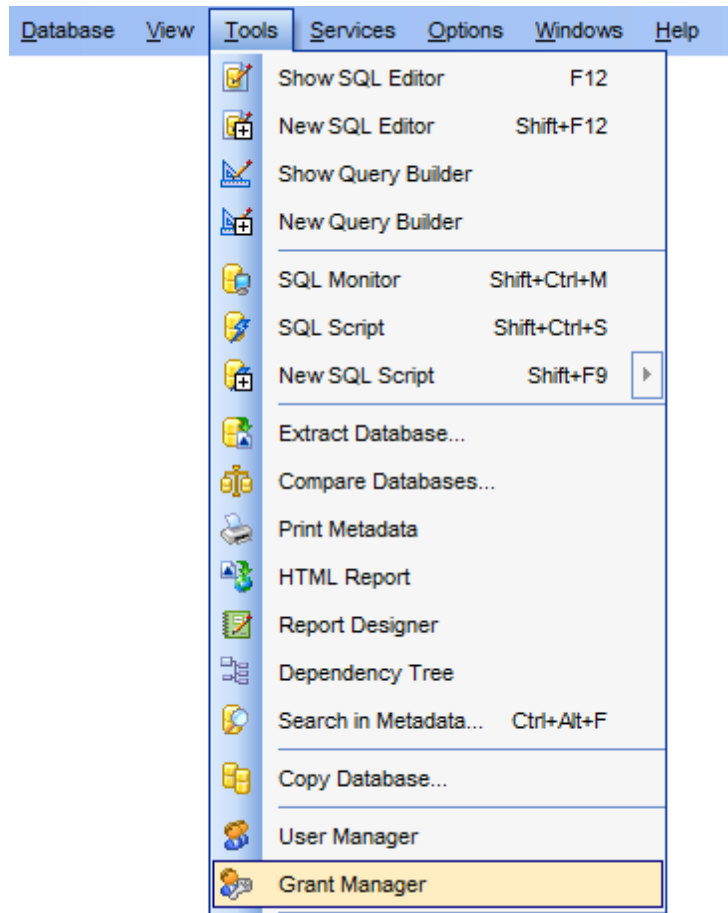 Database View Tools Services Options Windows Help
Show SQL Editor F12
New SQL Editor Shift+F12
Show Query Builder
New Query Builder
SQL Monitor Shift+Ctrl+M
SQL Script Shift+Ctrl+S
New SQL Script Shift+F9
Extract Database...
Compare Databases...
Print Metadata
HTML Report
Report Designer
Dependency Tree
Search in Metadata... Ctrl+Alt+F
Copy Database...
User Manager
Grant Manager